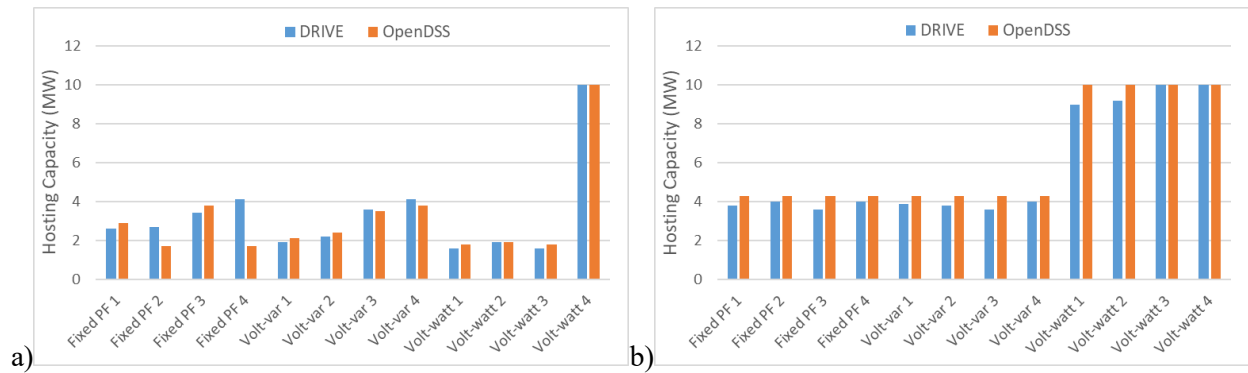 a)
DRIVE OpenDSS
Hosting Capacity (MW)
12
10
8
6
4
2
0
Fixed PF 1
Fixed PF 2
Fixed PF 3
Fixed PF 4
Volt-var 1
Volt-var 2
Volt-var 3
Volt-var 4
Volt-watt 1
Volt-watt 2
Volt-watt 3
Volt-watt 4
b)
DRIVE OpenDSS
Hosting Capacity (MW)
12
10
8
6
4
2
0
Fixed PF 1
Fixed PF 2
Fixed PF 3
Fixed PF 4
Volt-var 1
Volt-var 2
Volt-var 3
Volt-var 4
Volt-watt 1
Volt-watt 2
Volt-watt 3
Volt-watt 4